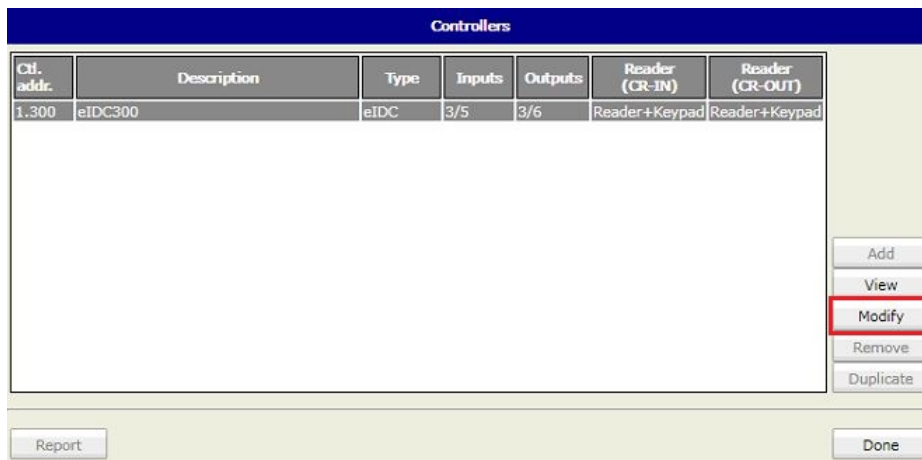 Controllers
Ctl. addr. Description Type Inputs Outputs Reader (CR-IN) Reader (CR-OUT)
1.300 eIDC300 eIDC 3/5 3/6 Reader+Keypad Reader+Keypad
Add
View
Modify
Remove
Duplicate
Report Done